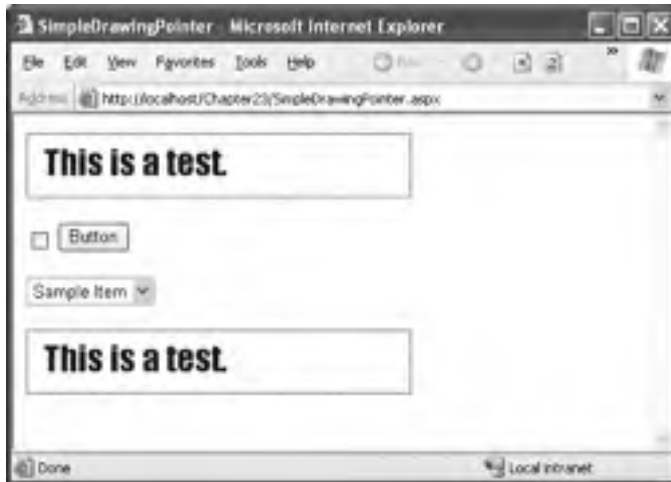 SimpleDrawingPointer - Microsoft Internet Explorer
File Edit View Favorites Tools Help
Address http://localhost/Chapter23/SimpleDrawingPointer.aspx
This is a test.
Button
Sample Item
This is a test.
Done Local intranet